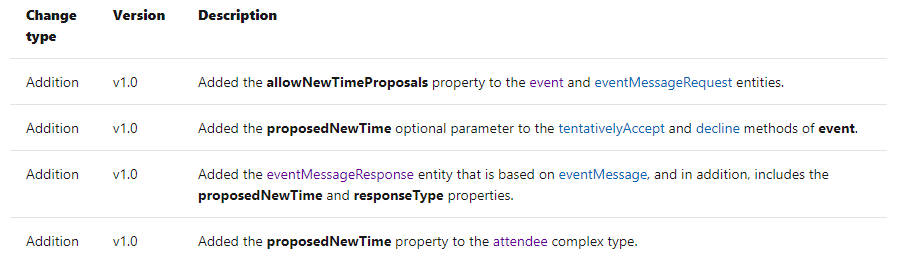 Change type Version Description
Addition v1.0 Added the allowNewTimeProposals property to the event and eventMessageRequest entities.
Addition v1.0 Added the proposedNewTime optional parameter to the tentativelyAccept and decline methods of event.
Addition v1.0 Added the eventMessageResponse entity that is based on eventMessage, and in addition, includes the
proposedNewTime and responseType properties.
Addition v1.0 Added the proposedNewTime property to the attendee complex type.